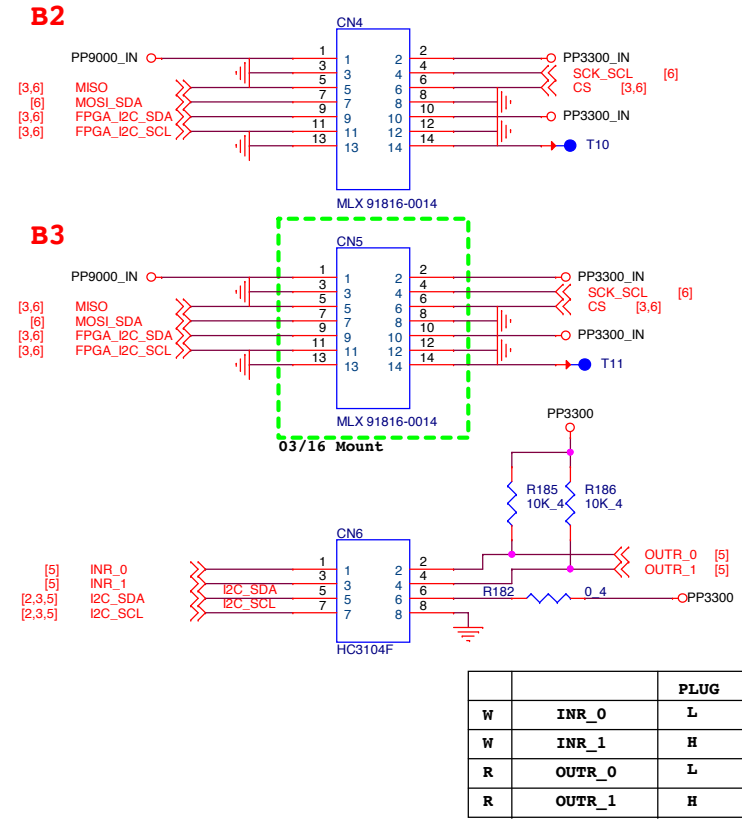 B2
CN4
PP9000_IN 1 1 2 2 PP3300_IN
3 3 4 4 SCK_SCL [6]
[3,6] MISO 5 5 6 6 CS [3,6]
[6] MOSI_SDA 7 7 8 8
[3,6] FPGA_I2C_SDA 9 9 10 10 PP3300_IN
[3,6] FPGA_I2C_SCL 11 11 12 12
13 13 14 14 T10
MLX 91816-0014
B3
CN5
PP9000_IN 1 1 2 2 PP3300_IN
3 3 4 4 SCK_SCL [6]
[3,6] MISO 5 5 6 6 CS [3,6]
[6] MOSI_SDA 7 7 8 8
[3,6] FPGA_I2C_SDA 9 9 10 10 PP3300_IN
[3,6] FPGA_I2C_SCL 11 11 12 12
13 13 14 14 T11
MLX 91816-0014
03/16 Mount
PP3300
R185 R186
10K_4 10K_4
CN6
[5] INR_0 1 1 2 2 OUTR_0 [5]
[5] INR_1 3 3 4 4 OUTR_1 [5]
[2,3,5] I2C_SDA I2C_SDA 5 5 6 6 R182 0_4 PP3300
[2,3,5] I2C_SCL I2C_SCL 7 7 8 8
HC3104F
PLUG
W INR_0 L
W INR_1 H
R OUTR_0 L
R OUTR_1 H